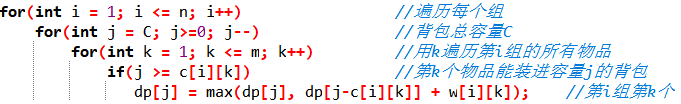 for(int i = 1; i <= n; i++) //遍历每个组
for(int j = C; j>=0; j--) //背包总容量C
for(int k = 1; k <= m; k++) //用k遍历第i组的所有物品
if(j >= c[i][k]) //第k个物品能装进容量j的背包
dp[j] = max(dp[j], dp[j-c[i][k]] + w[i][k]); //第i组第k个